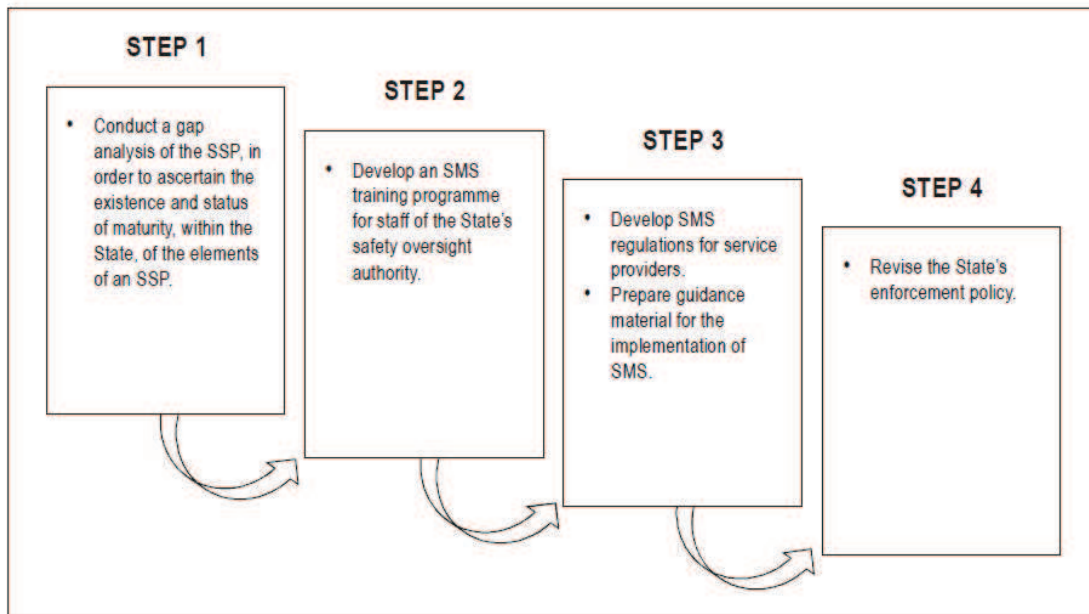 STEP 1
• Conduct a gap
analysis of the SSP, in
order to ascertain the
existence and status
of maturity, within the
State, of the elements
of an SSP.
STEP 2
• Develop an SMS
training programme
for staff of the State's
safety oversight
authority.
STEP 3
• Develop SMS
regulations for service
providers.
• Prepare guidance
material for the
implementation of
SMS.
STEP 4
• Revise the State's
enforcement policy.